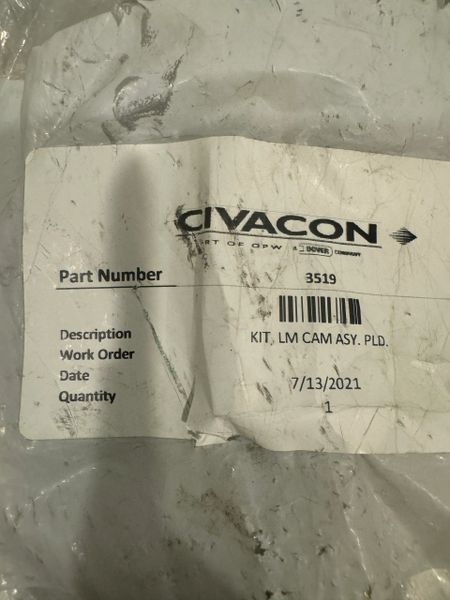 CIVACON
ART OF OPW A DOVER COMPANY
Part Number 3519
Description KIT, LM CAM ASY. PLD.
Work Order
Date 7/13/2021
Quantity 1